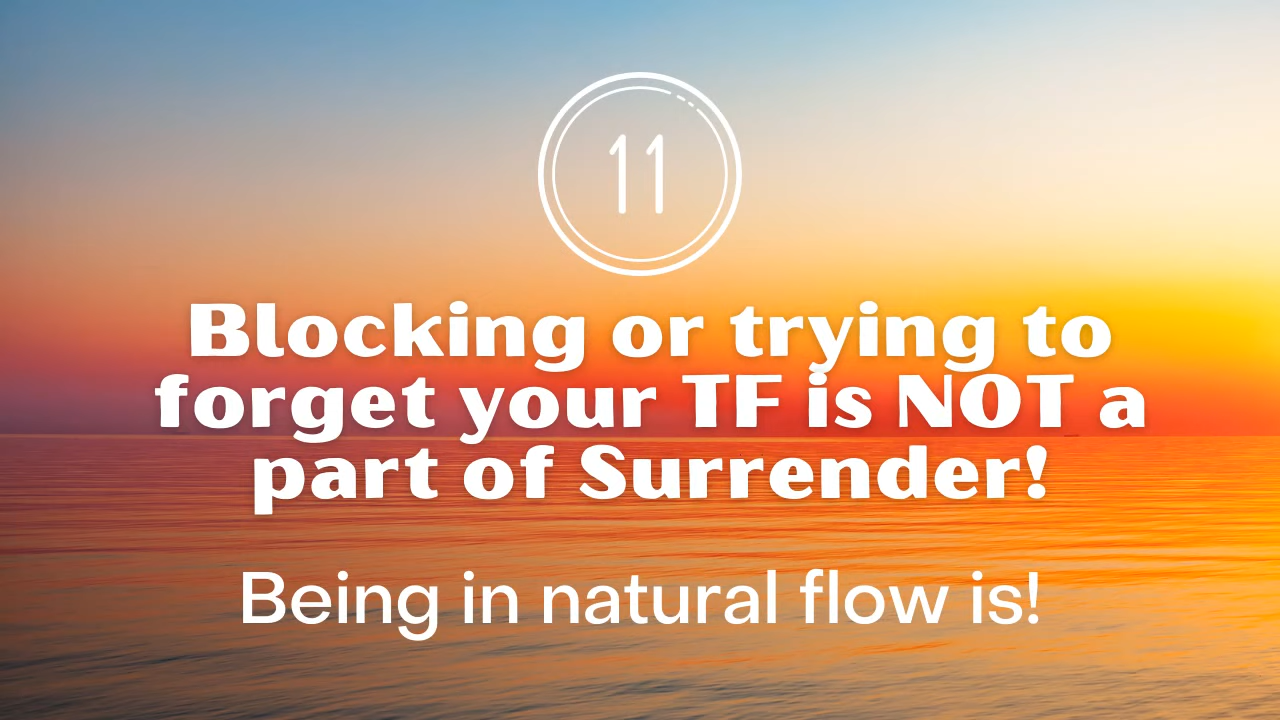 11
Blocking or trying to
forget your TF is NOT a
part of Surrender!
Being in natural flow is!